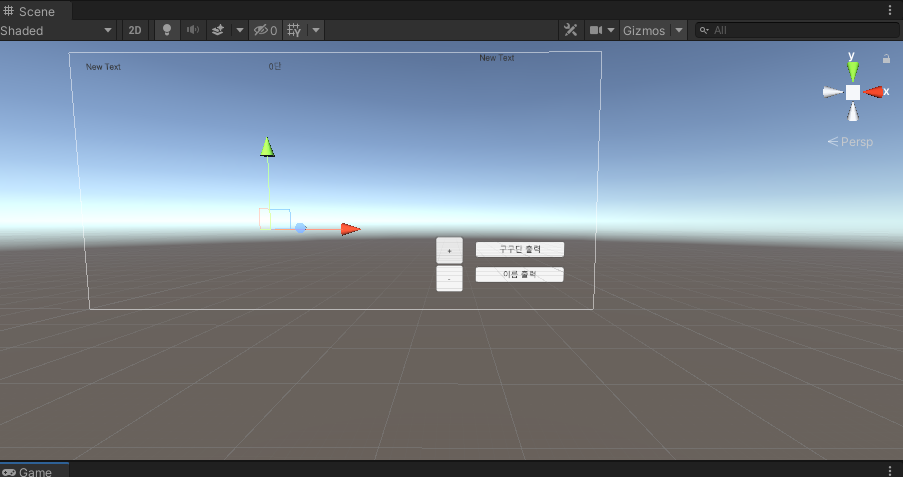 Scene
Shaded
2D
0
Gizmos
All
New Text
0단
New Text
y
x
Persp
+
구구단 출력
-
이름 출력
Game